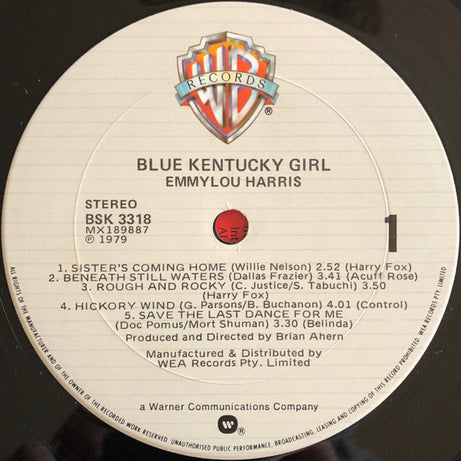 WB
RECORDS
®
BLUE KENTUCKY GIRL
EMMYLOU HARRIS
STEREO
BSK 3318
MX189887
℗ 1979
1
1. SISTER'S COMING HOME (Willie Nelson) 2.52 (Harry Fox)
2. BENEATH STILL WATERS (Dallas Frazier) 3.41 (Acuff Rose)
3. ROUGH AND ROCKY (C. Justice/S. Tabuchi) 3.50
(Harry Fox)
4. HICKORY WIND (G. Parsons/B. Buchanon) 4.01 (Control)
5. SAVE THE LAST DANCE FOR ME
(Doc Pomus/Mort Shuman) 3.30 (Belinda)
Produced and Directed by Brian Ahern
Manufactured & Distributed by
WEA Records Pty. Limited
a Warner Communications Company
®
ALL RIGHTS OF THE MANUFACTURER AND OF THE OWNER OF THE RECORDED WORK RESERVED. UNAUTHORISED PUBLIC PERFORMANCE, BROADCASTING, LEASING AND COPYING OF THIS RECORD PROHIBITED. WEA RECORDS PTY. LIMITED